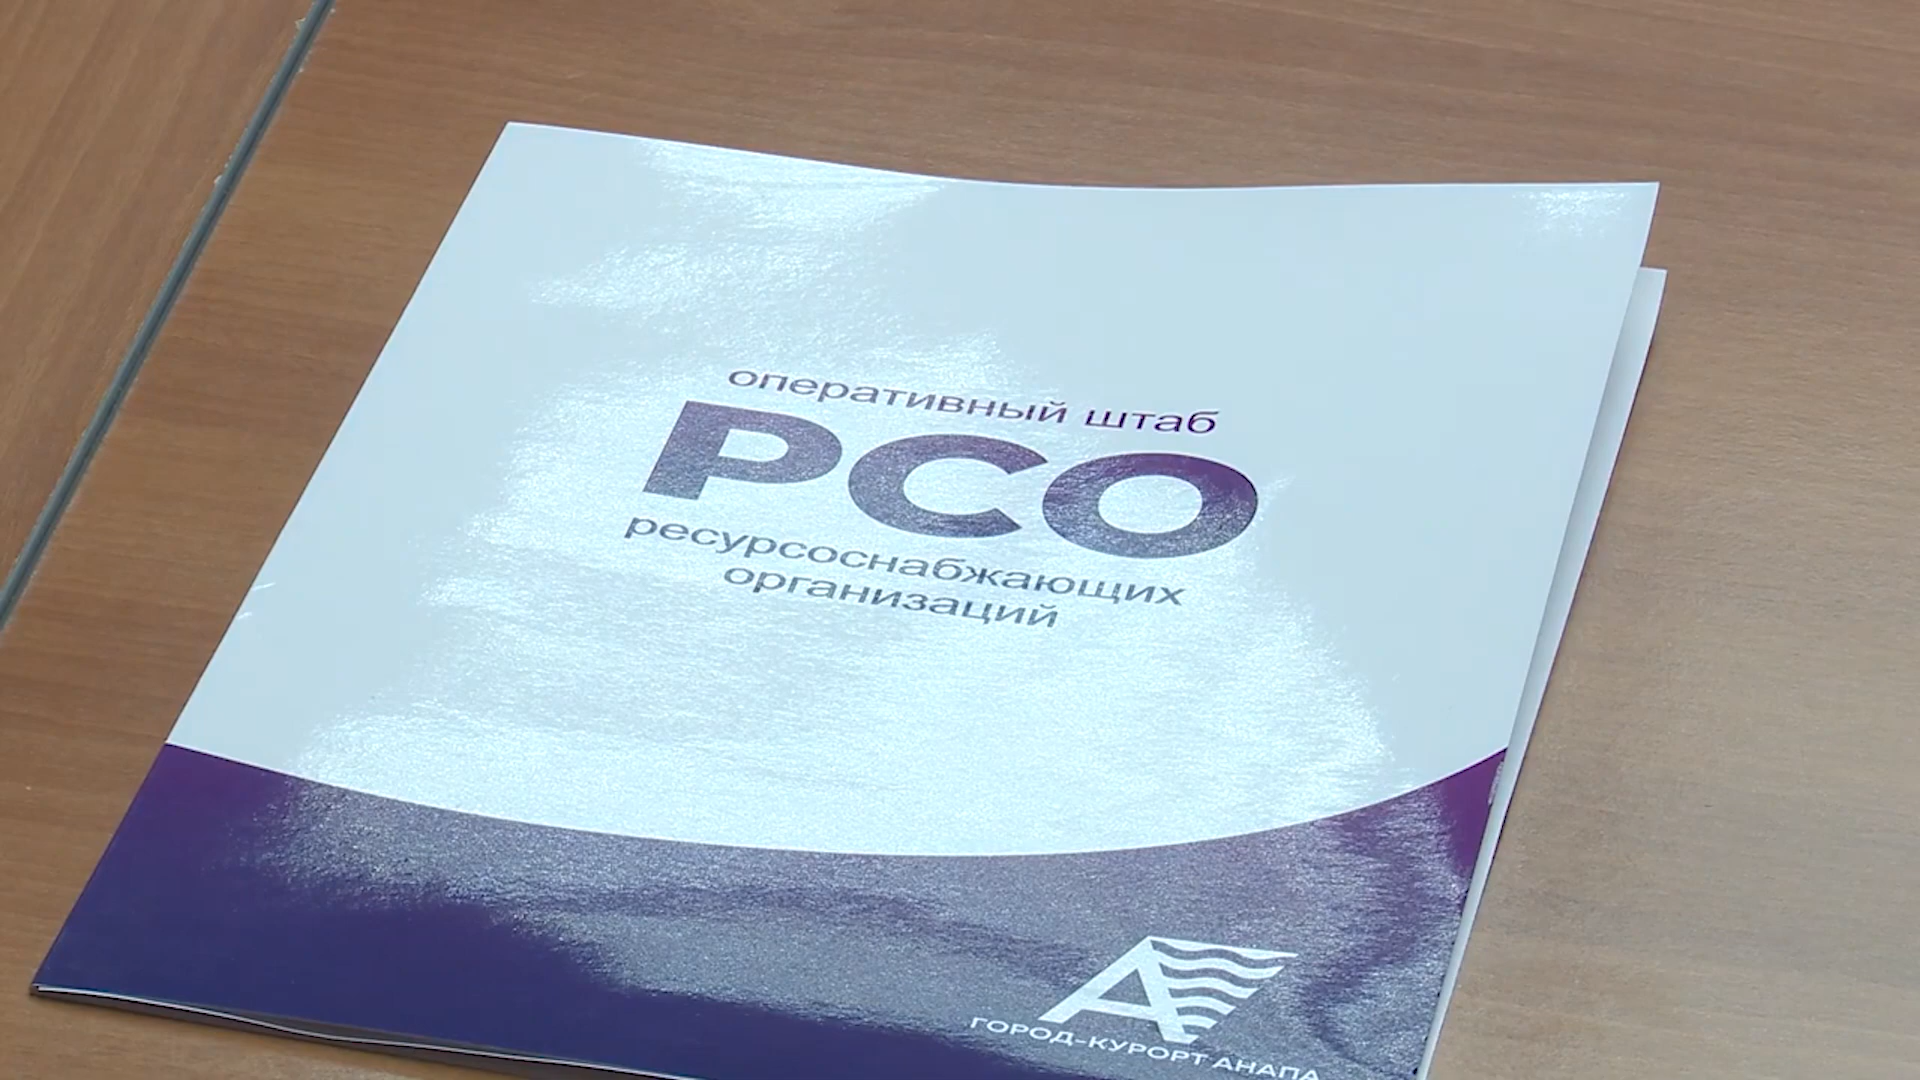 оперативный штаб
РСО
ресурсоснабжающих
организаций
ГОРОД-КУРОРТ АНАПА